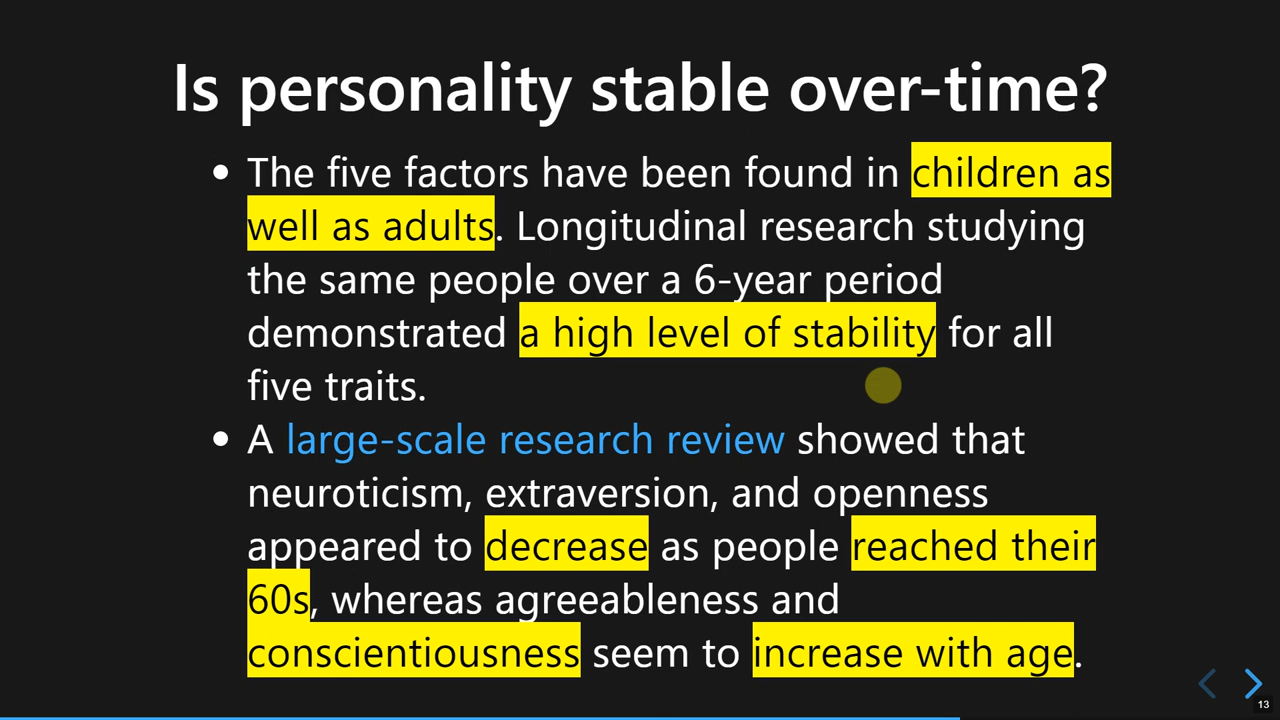 Is personality stable over-time?
• The five factors have been found in children as
well as adults. Longitudinal research studying
the same people over a 6-year period
demonstrated a high level of stability for all
five traits.
• A large-scale research review showed that
neuroticism, extraversion, and openness
appeared to decrease as people reached their
60s, whereas agreeableness and
conscientiousness seem to increase with age.
13